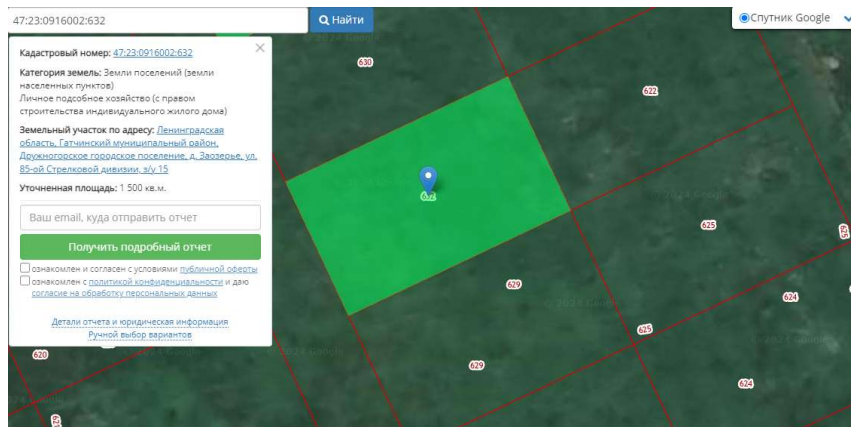 47:23:0916002:632
Найти
Спутник Google
Кадастровый номер: 47:23:0916002:632
Категория земель: Земли поселений (земли
населенных пунктов)
Личное подсобное хозяйство (с правом
строительства индивидуального жилого дома)
Земельный участок по адресу: Ленинградская
область, Гатчинский муниципальный район,
Дружногорское городское поселение, д. Заозерье, ул.
85-ой Стрелковой дивизии, з/у 15
Уточненная площадь: 1 500 кв.м.
Ваш email, куда отправить отчет
Получить подробный отчет
ознакомлен и согласен с условиями публичной оферты
ознакомлен с политикой конфиденциальности и даю
согласие на обработку персональных данных
Детали отчета и юридическая информация
Ручной выбор вариантов
630
622
632
625
625
629
624
625
620
629
624
© 2024 Google